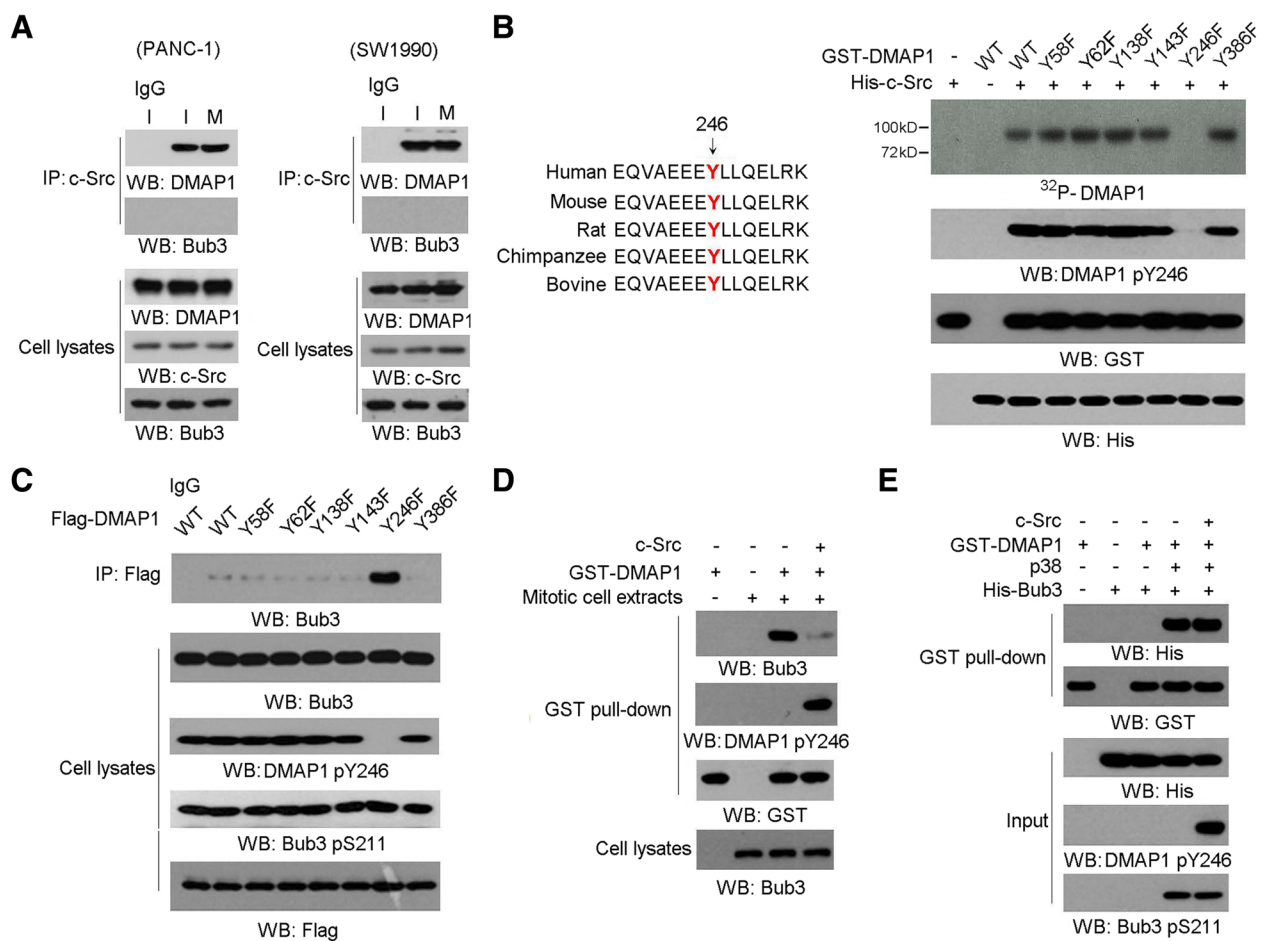 A
(PANC-1)
(SW1990)
IgG
I I M
IP: c-Src
WB: DMAP1
WB: Bub3
Cell lysates
WB: DMAP1
WB: c-Src
WB: Bub3
IgG
I I M
IP: c-Src
WB: DMAP1
WB: Bub3
Cell lysates
WB: DMAP1
WB: c-Src
WB: Bub3
B
246
Human EQVAEEEYLLQELRK
Mouse EQVAEEEYLLQELRK
Rat EQVAEEEYLLQELRK
Chimpanzee EQVAEEEYLLQELRK
Bovine EQVAEEEYLLQELRK
GST-DMAP1 - WT WT Y58F Y62F Y138F Y143F Y246F Y386F
His-c-Src + - + + + + + + +
100kD
72kD
32P- DMAP1
WB: DMAP1 pY246
WB: GST
WB: His
C
IgG
Flag-DMAP1 WT WT Y58F Y62F Y138F Y143F Y246F Y386F
IP: Flag
WB: Bub3
WB: Bub3
Cell lysates
WB: DMAP1 pY246
WB: Bub3 pS211
WB: Flag
D
c-Src - - - +
GST-DMAP1 + - + +
Mitotic cell extracts - + + +
WB: Bub3
GST pull-down
WB: DMAP1 pY246
WB: GST
Cell lysates
WB: Bub3
E
c-Src - - - - +
GST-DMAP1 + - + + +
p38 - - - + +
His-Bub3 - + + + +
GST pull-down
WB: His
WB: GST
WB: His
Input
WB: DMAP1 pY246
WB: Bub3 pS211